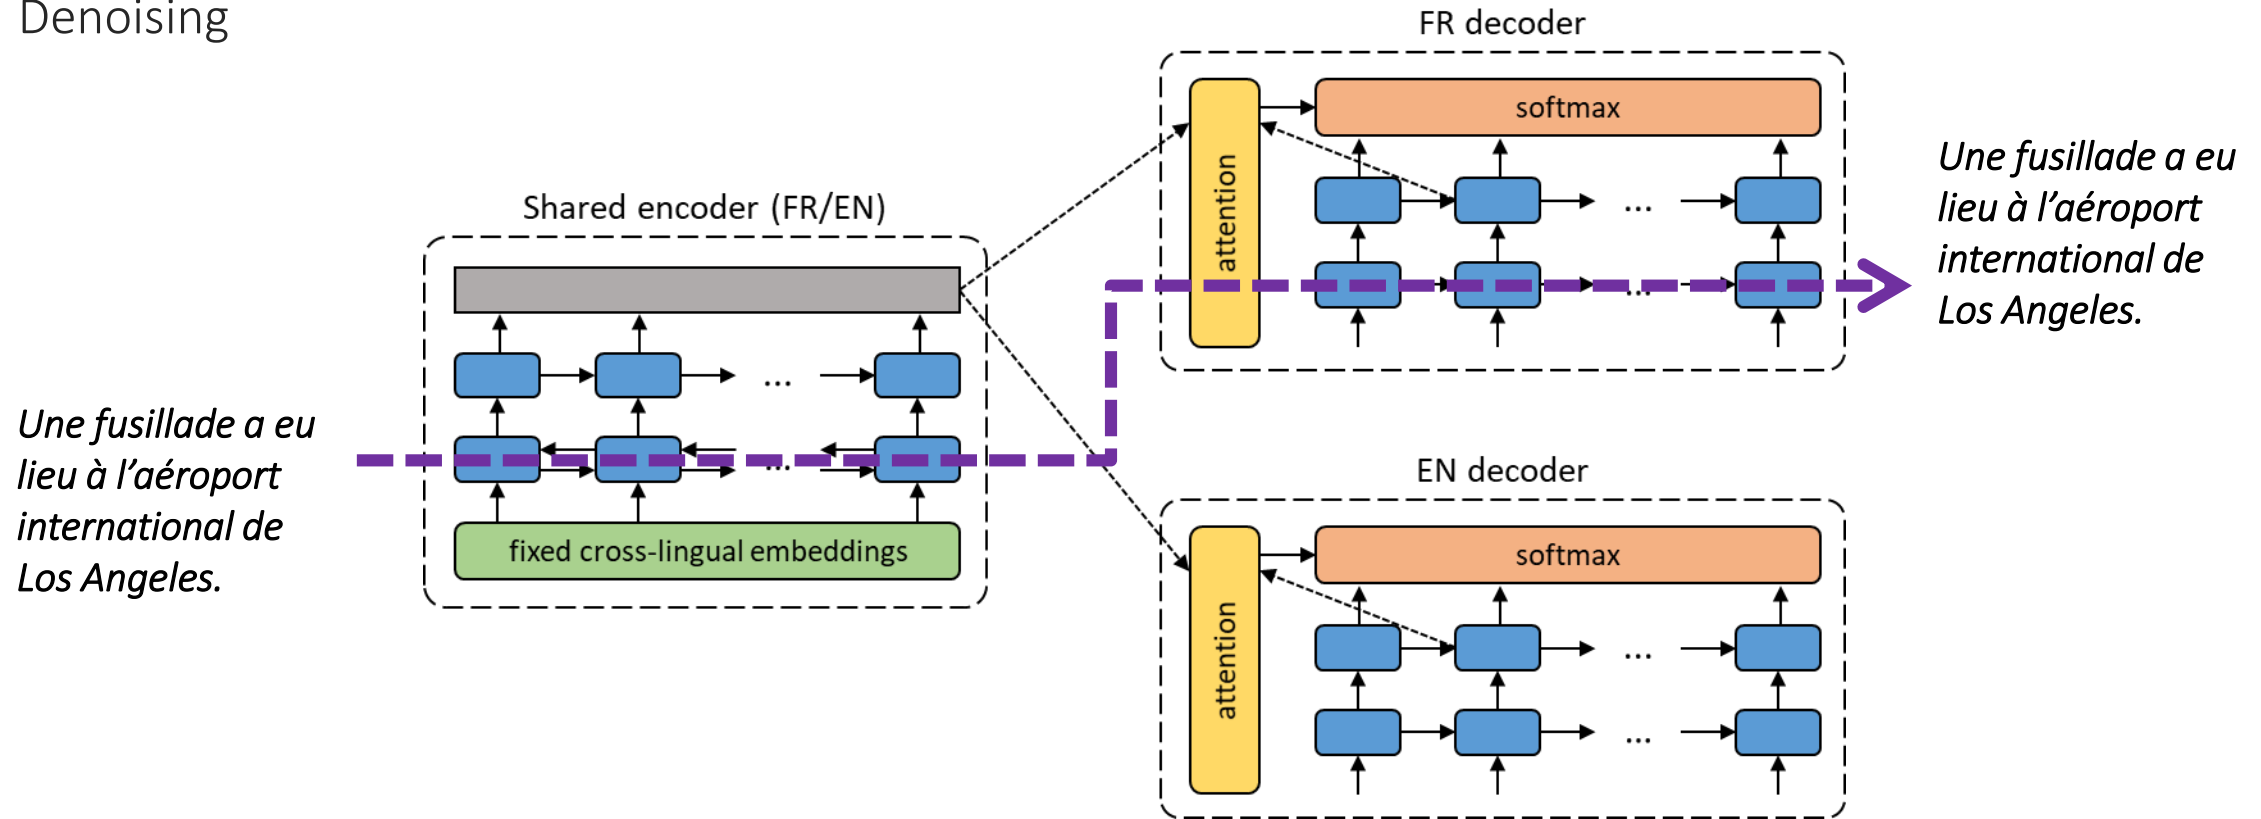 Denoising
Une fusillade a eu
lieu à l’aéroport
international de
Los Angeles.
Shared encoder (FR/EN)
...
...
fixed cross-lingual embeddings
FR decoder
attention
softmax
...
...
EN decoder
attention
softmax
...
...
Une fusillade a eu
lieu à l’aéroport
international de
Los Angeles.